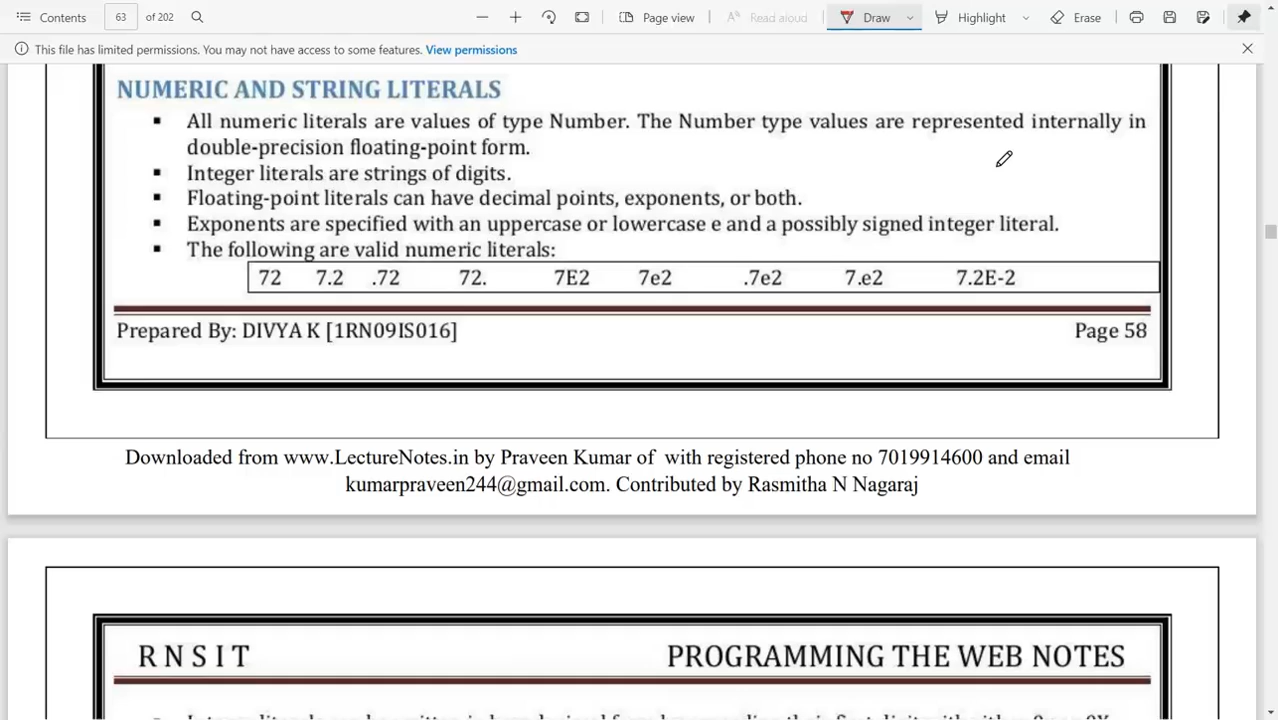 Contents 63 of 202 Page view Read aloud Draw Highlight Erase
This file has limited permissions. You may not have access to some features. View permissions
NUMERIC AND STRING LITERALS
▪ All numeric literals are values of type Number. The Number type values are represented internally in
double-precision floating-point form.
▪ Integer literals are strings of digits.
▪ Floating-point literals can have decimal points, exponents, or both.
▪ Exponents are specified with an uppercase or lowercase e and a possibly signed integer literal.
▪ The following are valid numeric literals:
72 7.2 .72 72. 7E2 7e2 .7e2 7.e2 7.2E-2
Prepared By: DIVYA K [1RN09IS016] Page 58
Downloaded from www.LectureNotes.in by Praveen Kumar of with registered phone no 7019914600 and email
kumarpraveen244@gmail.com. Contributed by Rasmitha N Nagaraj
R N S I T PROGRAMMING THE WEB NOTES